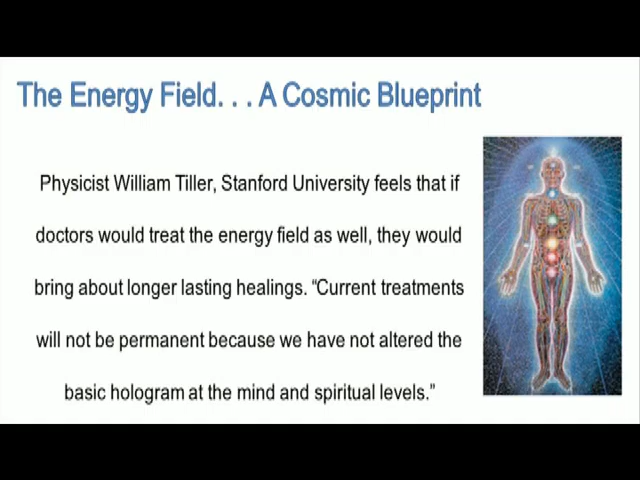 The Energy Field. . . A Cosmic Blueprint
Physicist William Tiller, Stanford University feels that if
doctors would treat the energy field as well, they would
bring about longer lasting healings. “Current treatments
will not be permanent because we have not altered the
basic hologram at the mind and spiritual levels.”